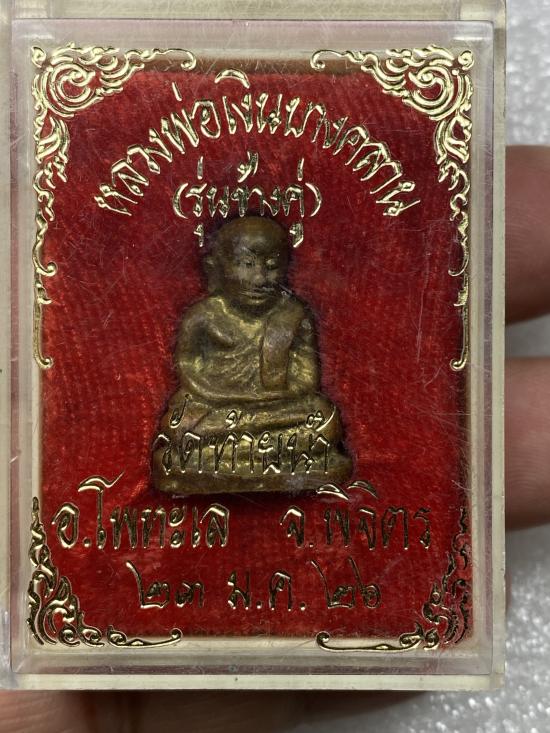 หลวงพ่อเงินบางคลาน
(รุ่นช้างคู่)
วัดท้ายน้ำ
อ.โพทะเล จ.พิจิตร
๒๓ ม.ค. ๒๖